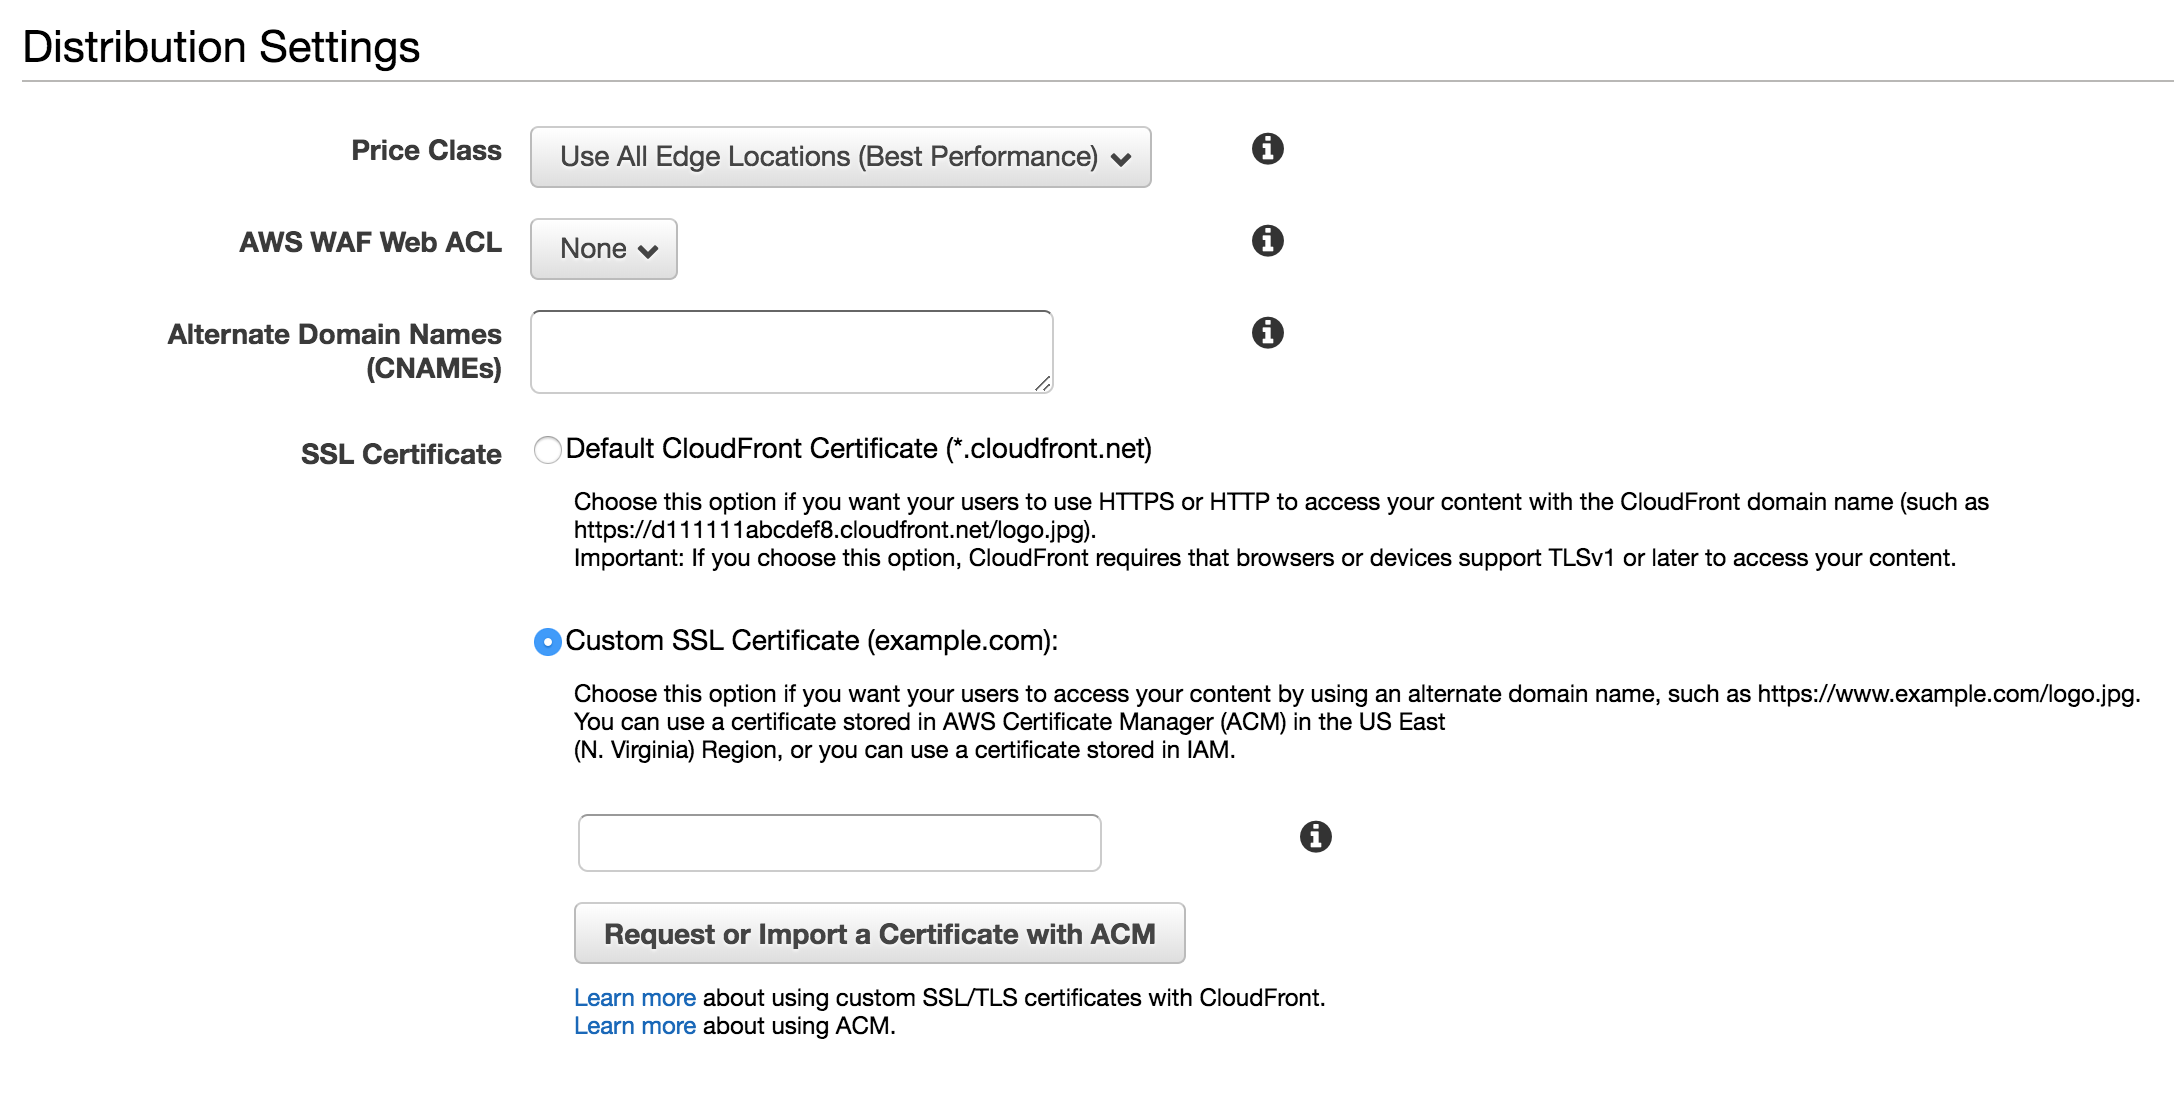 Distribution Settings
Price Class
Use All Edge Locations (Best Performance)
AWS WAF Web ACL
None
Alternate Domain Names
(CNAMEs)
SSL Certificate
Default CloudFront Certificate (*.cloudfront.net)
Choose this option if you want your users to use HTTPS or HTTP to access your content with the CloudFront domain name (such as
https://d111111abcdef8.cloudfront.net/logo.jpg).
Important: If you choose this option, CloudFront requires that browsers or devices support TLSv1 or later to access your content.
Custom SSL Certificate (example.com):
Choose this option if you want your users to access your content by using an alternate domain name, such as https://www.example.com/logo.jpg.
You can use a certificate stored in AWS Certificate Manager (ACM) in the US East
(N. Virginia) Region, or you can use a certificate stored in IAM.
Request or Import a Certificate with ACM
Learn more about using custom SSL/TLS certificates with CloudFront.
Learn more about using ACM.